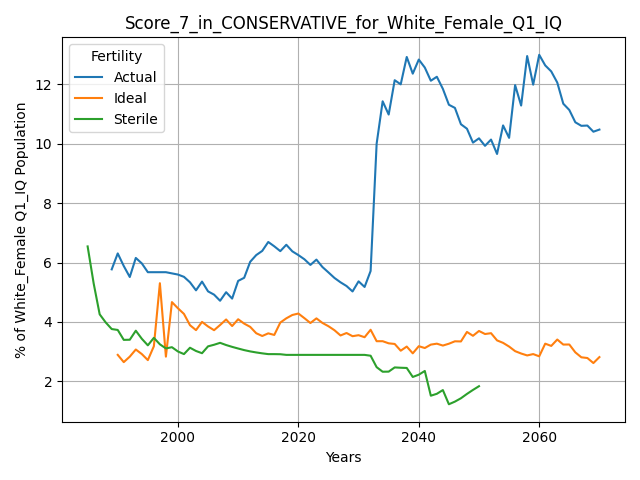 Score_7_in_CONSERVATIVE_for_White_Female_Q1_IQ
Fertility
Actual
Ideal
Sterile
% of White_Female Q1_IQ Population
12
10
8
6
4
2
2000
2020
2040
2060
Years